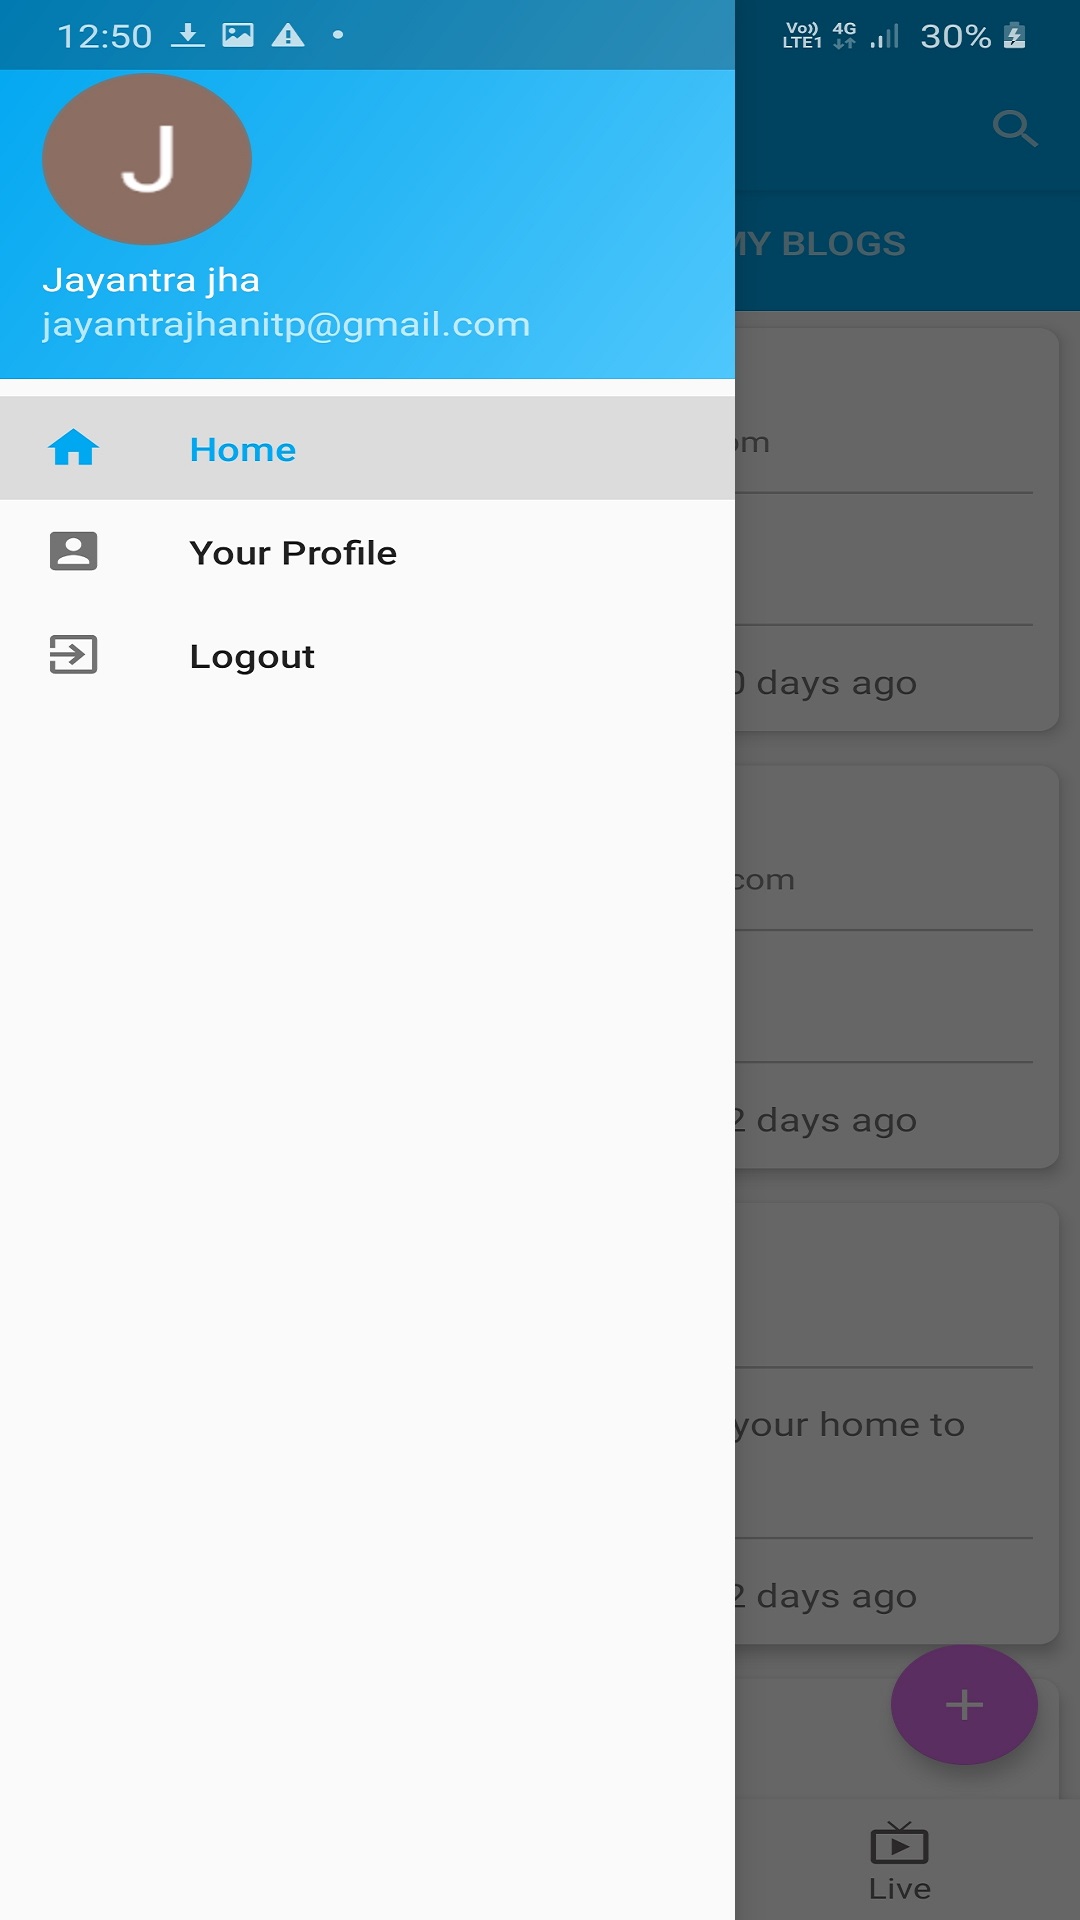 12:50
Vo)) 4G
LTE1
30%
J
Jayantra jha
jayantrajhanitp@gmail.com
MY BLOGS
Home
om
Your Profile
Logout
0 days ago
com
2 days ago
your home to
2 days ago
+
Live